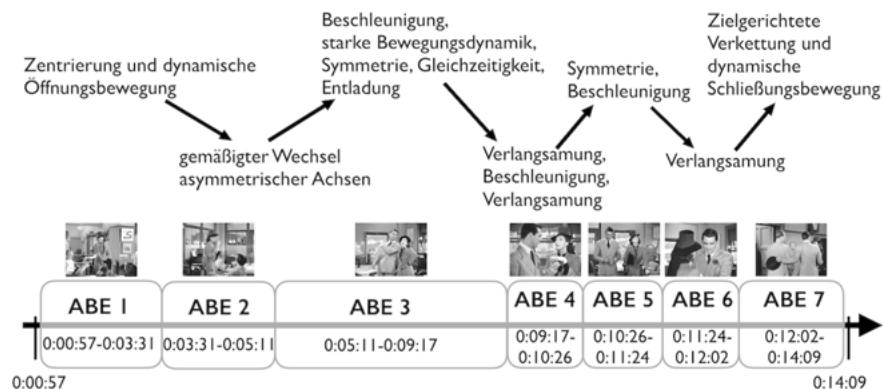 Zentrierung und dynamische
Öffnungsbewegung
gemäßigter Wechsel
asymmetrischer Achsen
Beschleunigung,
starke Bewegungsdynamik,
Symmetrie, Gleichzeitigkeit,
Entladung
Verlangsamung,
Beschleunigung,
Verlangsamung
Symmetrie,
Beschleunigung
Verlangsamung
Zielgerichtete
Verkettung und
dynamische
Schließungsbewegung
ABE 1
0:00:57-0:03:31
ABE 2
0:03:31-0:05:11
ABE 3
0:05:11-0:09:17
ABE 4
0:09:17-
0:10:26
ABE 5
0:10:26-
0:11:24
ABE 6
0:11:24-
0:12:02
ABE 7
0:12:02-
0:14:09
0:00:57
0:14:09